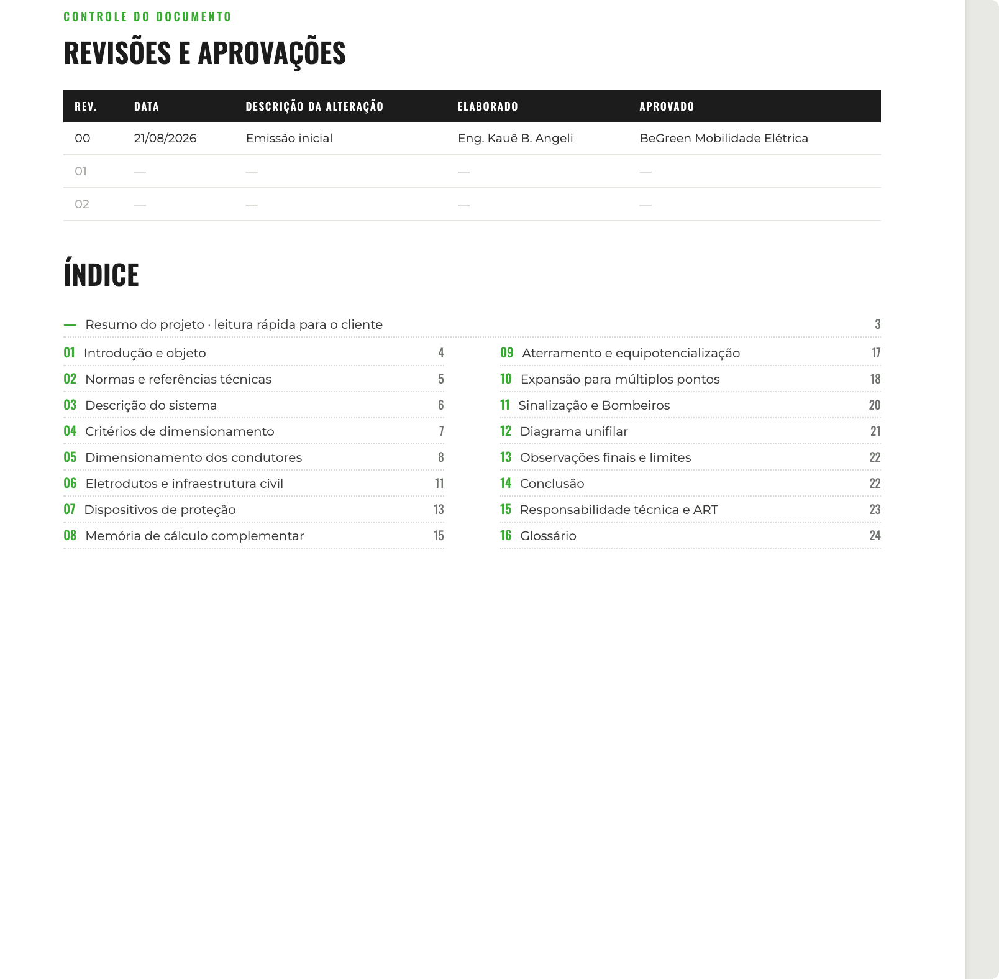 CONTROLE DO DOCUMENTO
REVISÕES E APROVAÇÕES
REV. DATA DESCRIÇÃO DA ALTERAÇÃO ELABORADO APROVADO
00 21/08/2026 Emissão inicial Eng. Kauê B. Angeli BeGreen Mobilidade Elétrica
01 — — — —
02 — — — —
ÍNDICE
— Resumo do projeto · leitura rápida para o cliente 3
01 Introdução e objeto 4
02 Normas e referências técnicas 5
03 Descrição do sistema 6
04 Critérios de dimensionamento 7
05 Dimensionamento dos condutores 8
06 Eletrodutos e infraestrutura civil 11
07 Dispositivos de proteção 13
08 Memória de cálculo complementar 15
09 Aterramento e equipotencialização 17
10 Expansão para múltiplos pontos 18
11 Sinalização e Bombeiros 20
12 Diagrama unifilar 21
13 Observações finais e limites 22
14 Conclusão 22
15 Responsabilidade técnica e ART 23
16 Glossário 24